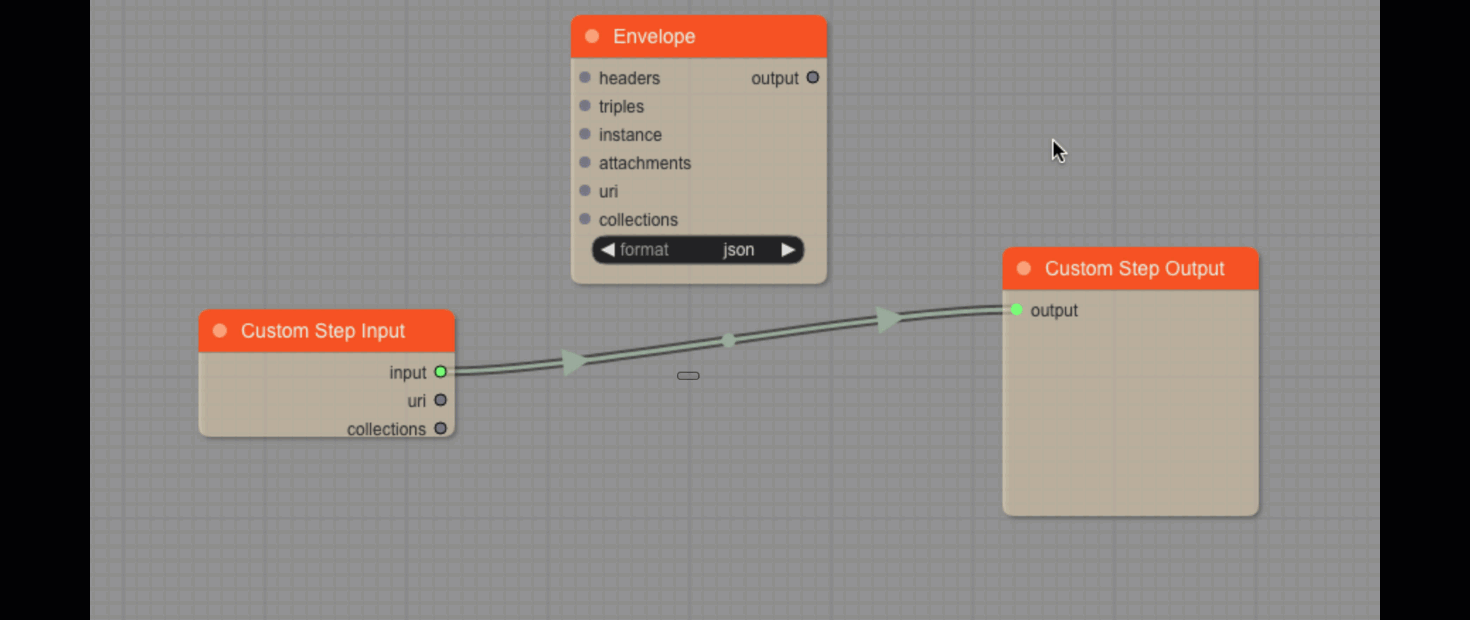 Envelope
headers output
triples
instance
attachments
uri
collections
format json
Custom Step Input
input
uri
collections
Custom Step Output
output